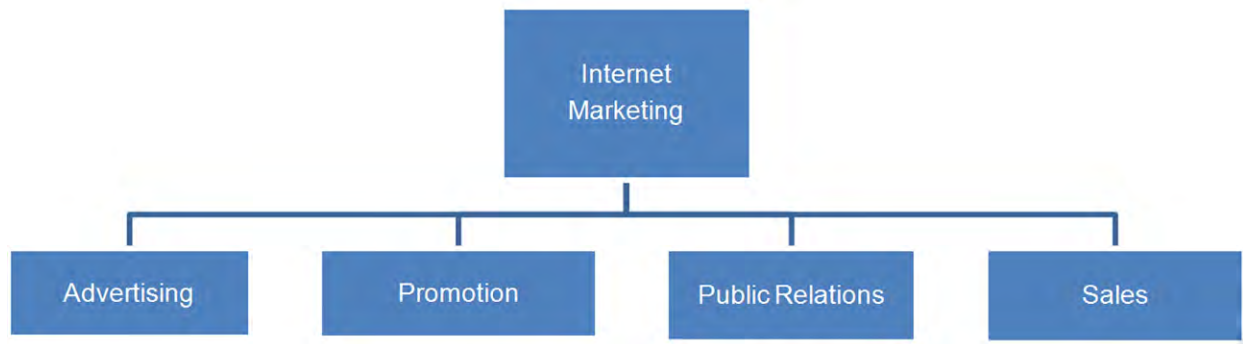 Internet
Marketing
Advertising
Promotion
Public Relations
Sales